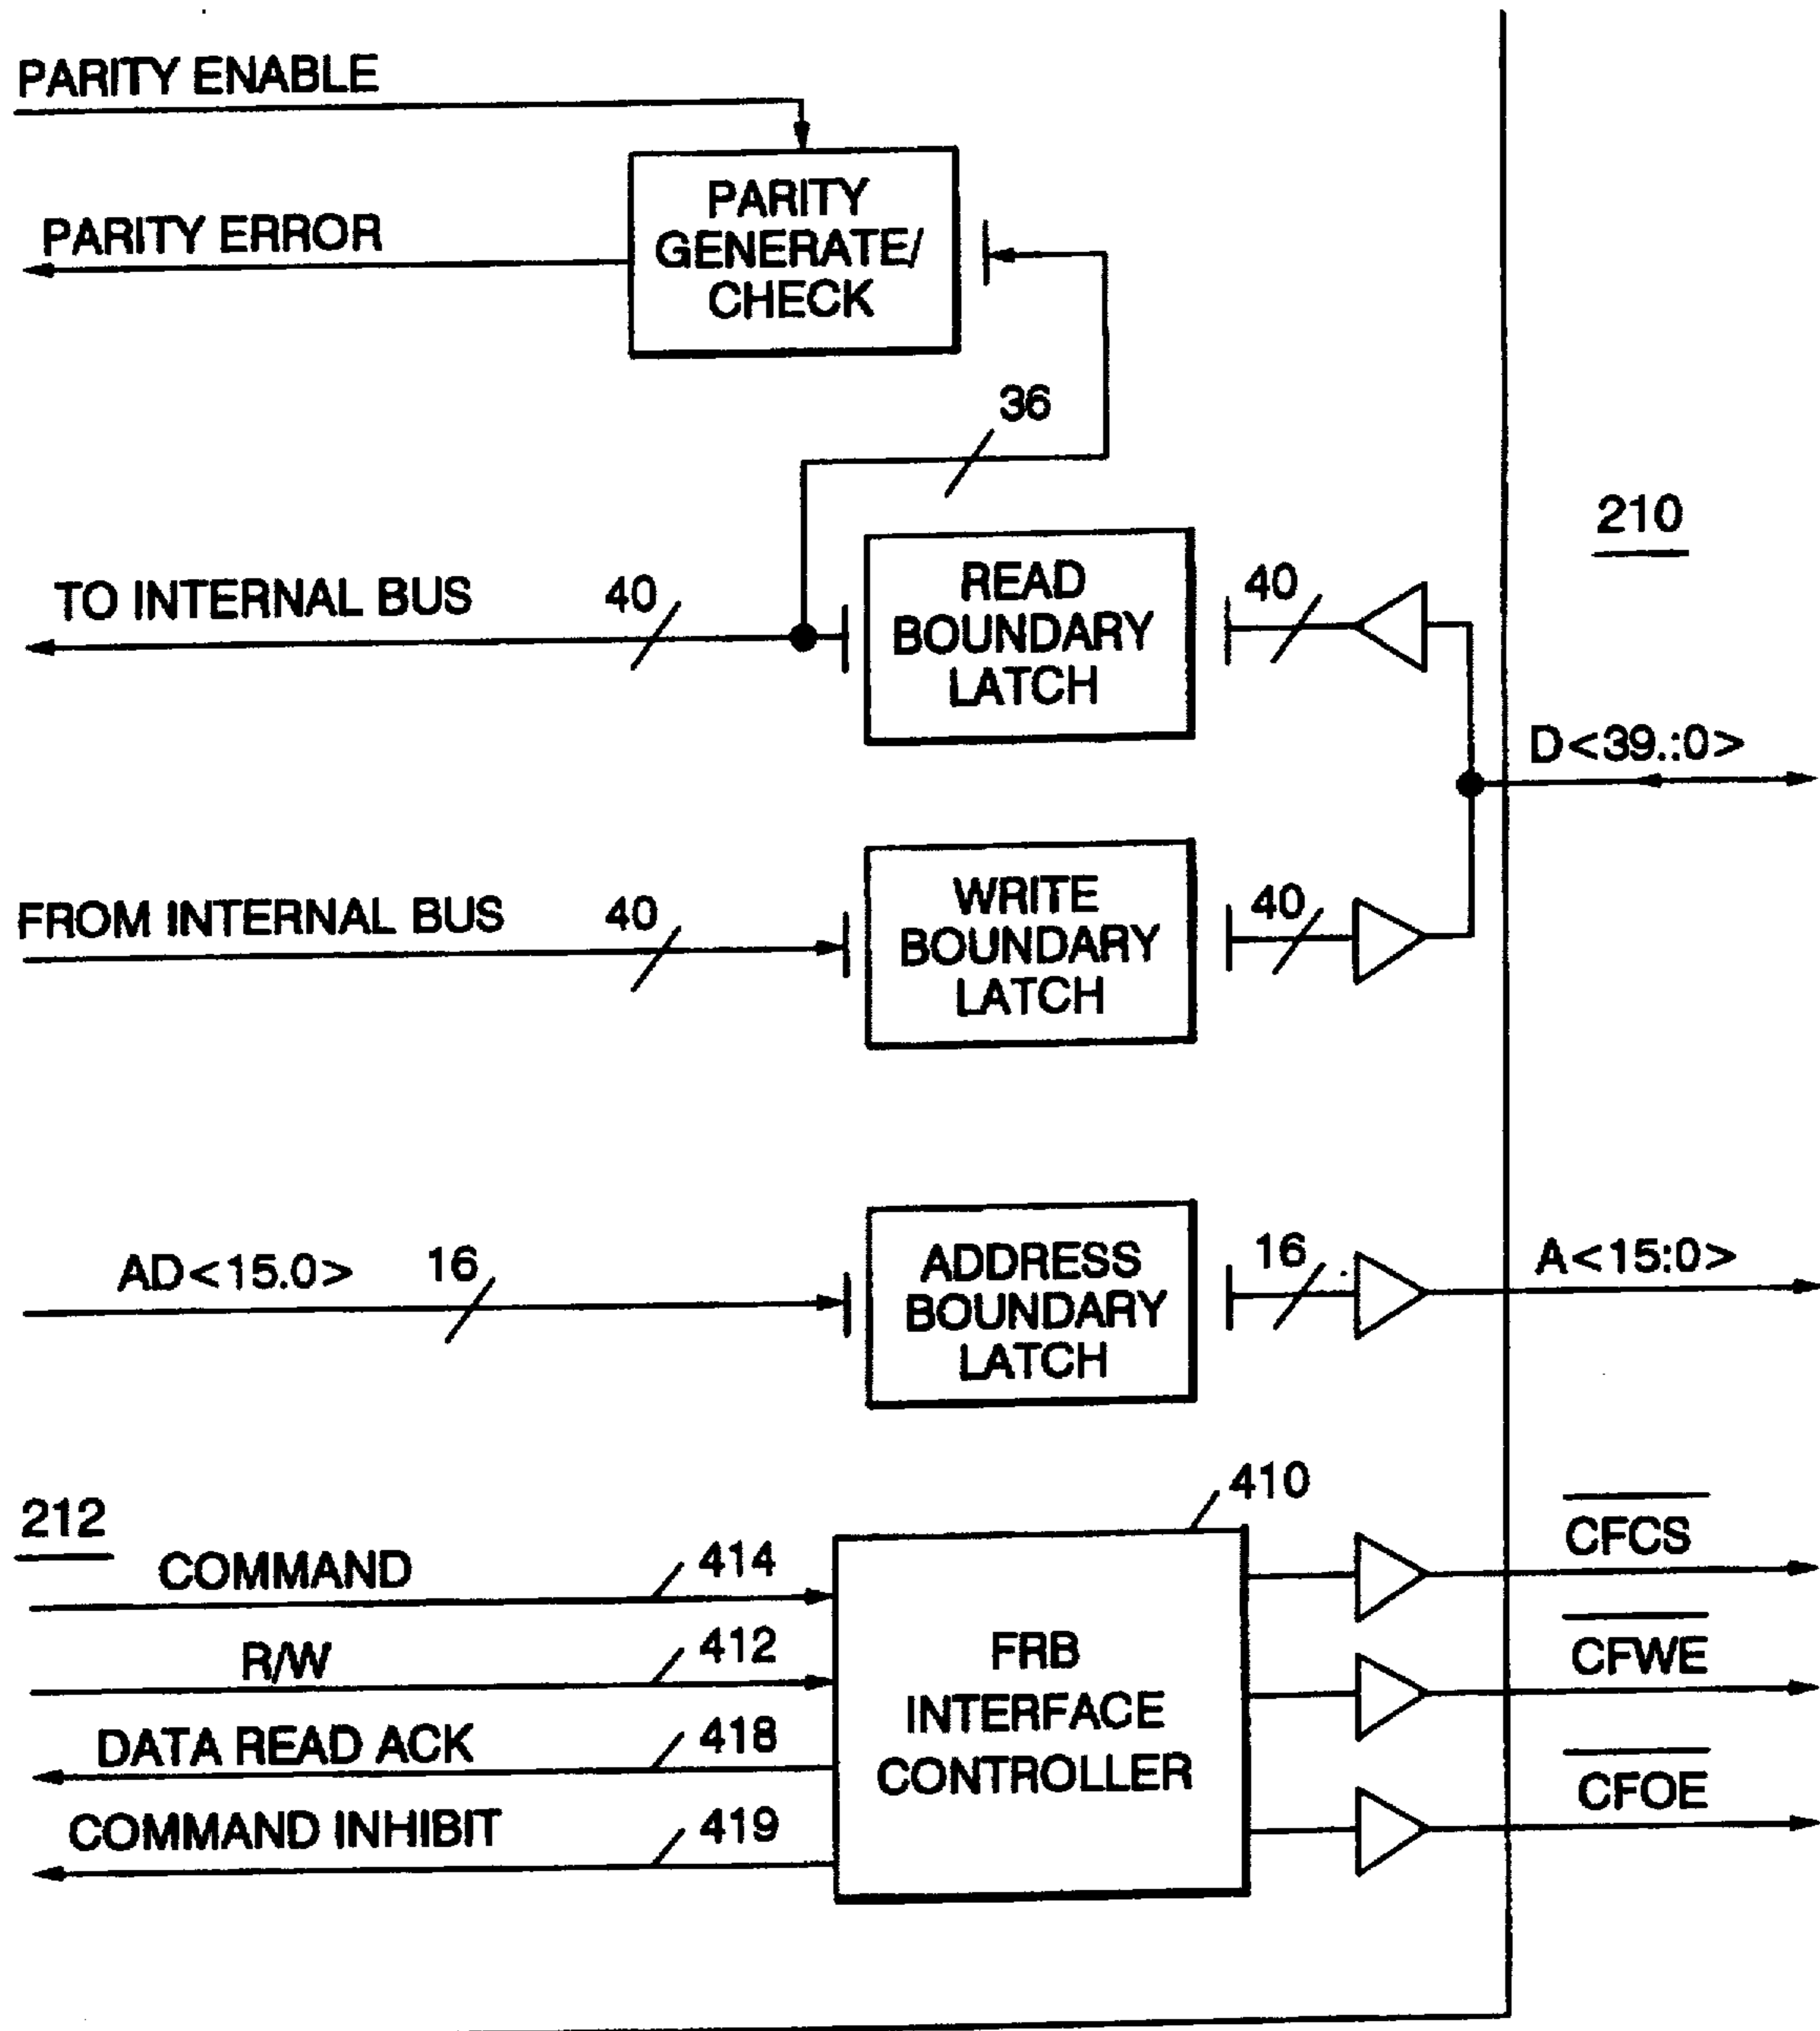 PARITY ENABLE
PARITY
GENERATE/
CHECK
PARITY ERROR
36
210
TO INTERNAL BUS
40
READ
BOUNDARY
LATCH
40
D<39.:0>
FROM INTERNAL BUS
40
WRITE
BOUNDARY
LATCH
40
AD<15.0>
16
ADDRESS
BOUNDARY
LATCH
16
A<15:0>
212
410
COMMAND
414
R/W
412
DATA READ ACK
418
COMMAND INHIBIT
419
FRB
INTERFACE
CONTROLLER
CFCS
CFWE
CFOE